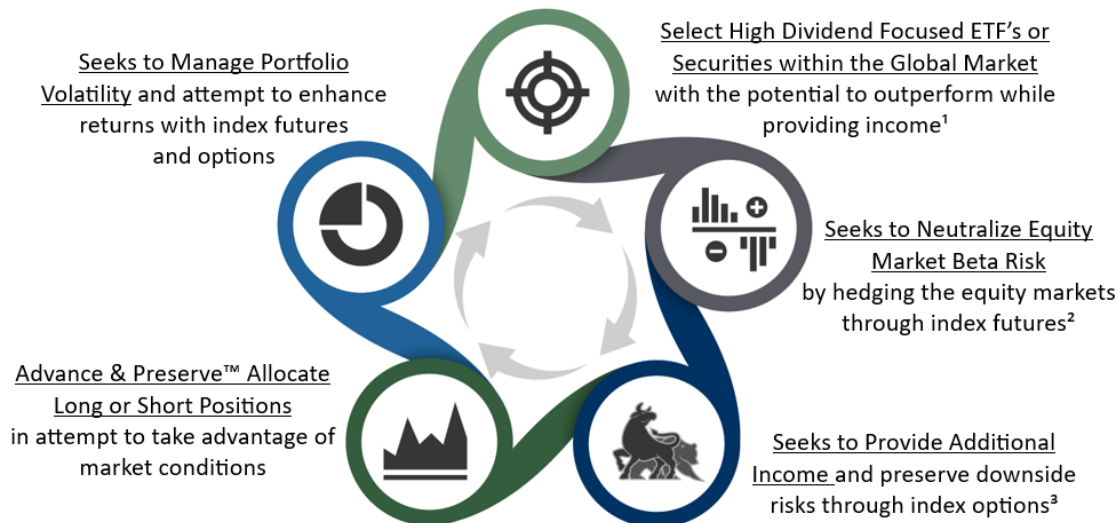 Select High Dividend Focused ETF’s or
Securities within the Global Market
with the potential to outperform while
providing income¹
Seeks to Neutralize Equity
Market Beta Risk
by hedging the equity markets
through index futures²
Seeks to Provide Additional
Income and preserve downside
risks through index options³
Advance & Preserve™ Allocate
Long or Short Positions
in attempt to take advantage of
market conditions
Seeks to Manage Portfolio
Volatility and attempt to enhance
returns with index futures
and options